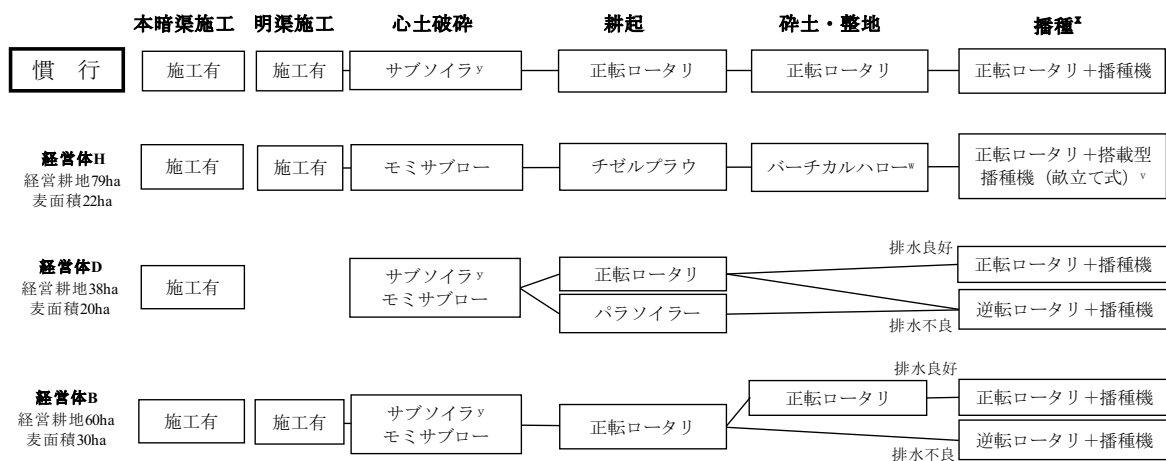 本暗渠施工 明渠施工 心土破砕 耕起 砕土・整地 播種ᶻ
慣 行 施工有 施工有 サブソイラʸ 正転ロータリ 正転ロータリ 正転ロータリ＋播種機
経営体H
経営耕地79ha
麦面積22ha
施工有 施工有 モミサブロー チゼルプラウ バーチカルハローʷ
正転ロータリ＋搭載型
播種機（畝立て式）ᵛ
経営体D
経営耕地38ha
麦面積20ha
施工有
サブソイラʸ
モミサブロー
正転ロータリ
パラソイラー
排水良好
正転ロータリ＋播種機
逆転ロータリ＋播種機
排水不良
経営体B
経営耕地60ha
麦面積30ha
施工有 施工有
サブソイラʸ
モミサブロー
正転ロータリ
正転ロータリ
排水良好
正転ロータリ＋播種機
逆転ロータリ＋播種機
排水不良